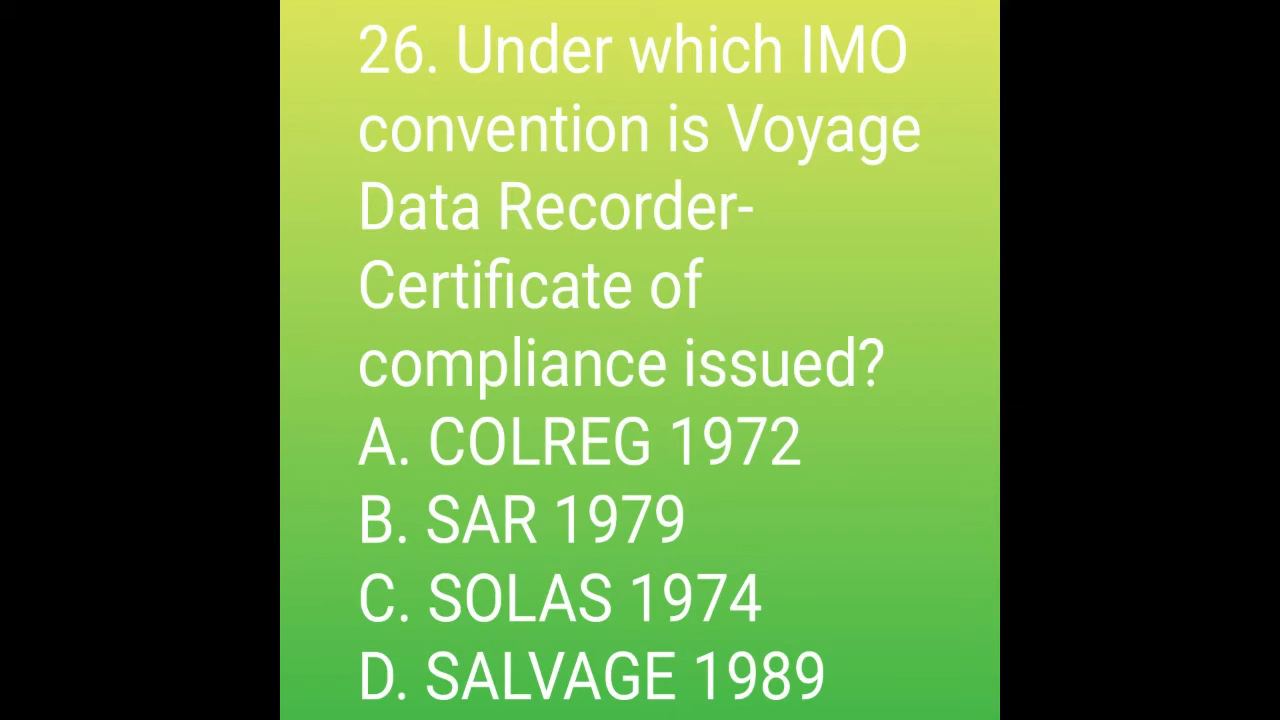 26. Under which IMO
convention is Voyage
Data Recorder-
Certificate of
compliance issued?
A. COLREG 1972
B. SAR 1979
C. SOLAS 1974
D. SALVAGE 1989